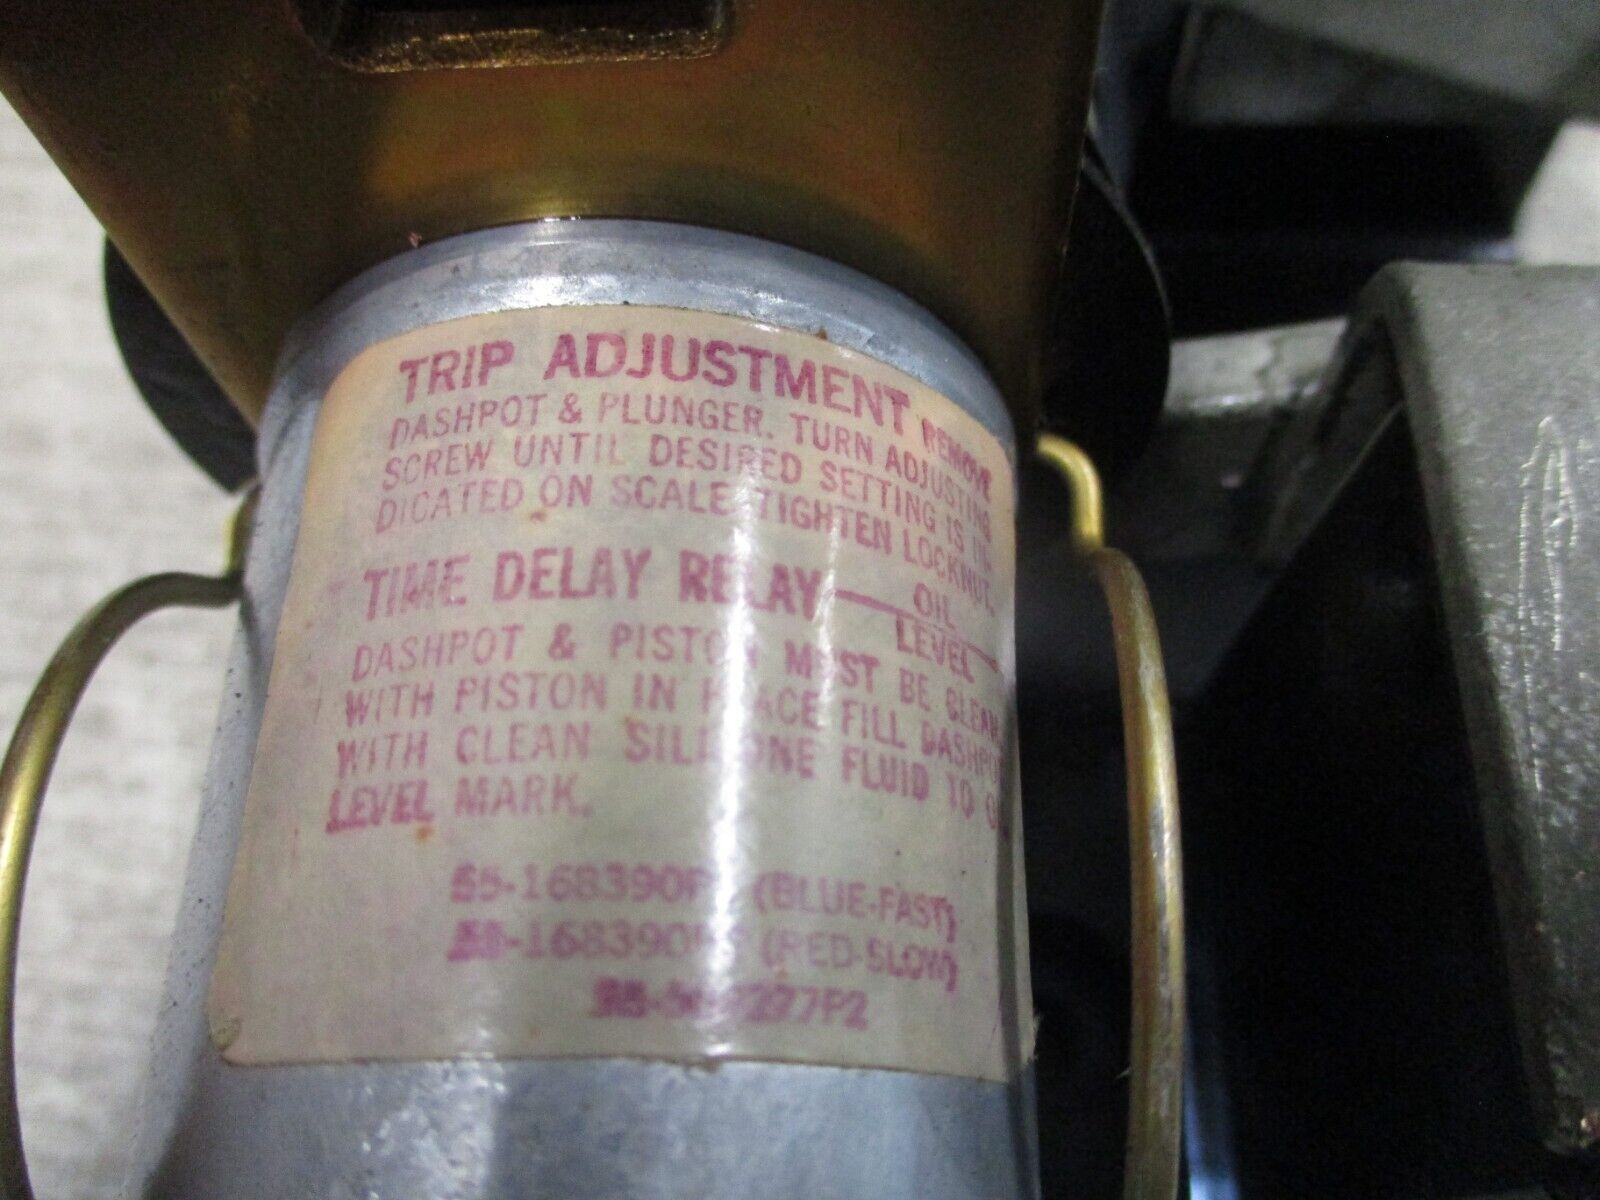 TRIP ADJUSTMENT REMOVE
DASHPOT & PLUNGER. TURN ADJUSTING
SCREW UNTIL DESIRED SETTING IS IN-
DICATED ON SCALE. TIGHTEN LOCKNUT.
TIME DELAY RELAY OIL LEVEL
DASHPOT & PISTON MUST BE CLEAN.
WITH PISTON IN PLACE FILL DASHPOT
WITH CLEAN SILICONE FLUID TO
LEVEL MARK.
(BLUE-FAST)
(RED-SLOW)